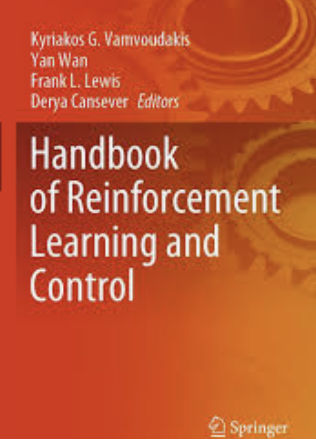 Kyriakos G. Vamvoudakis
Yan Wan
Frank L. Lewis
Derya Cansever Editors
Handbook
of Reinforcement
Learning and
Control
Springer